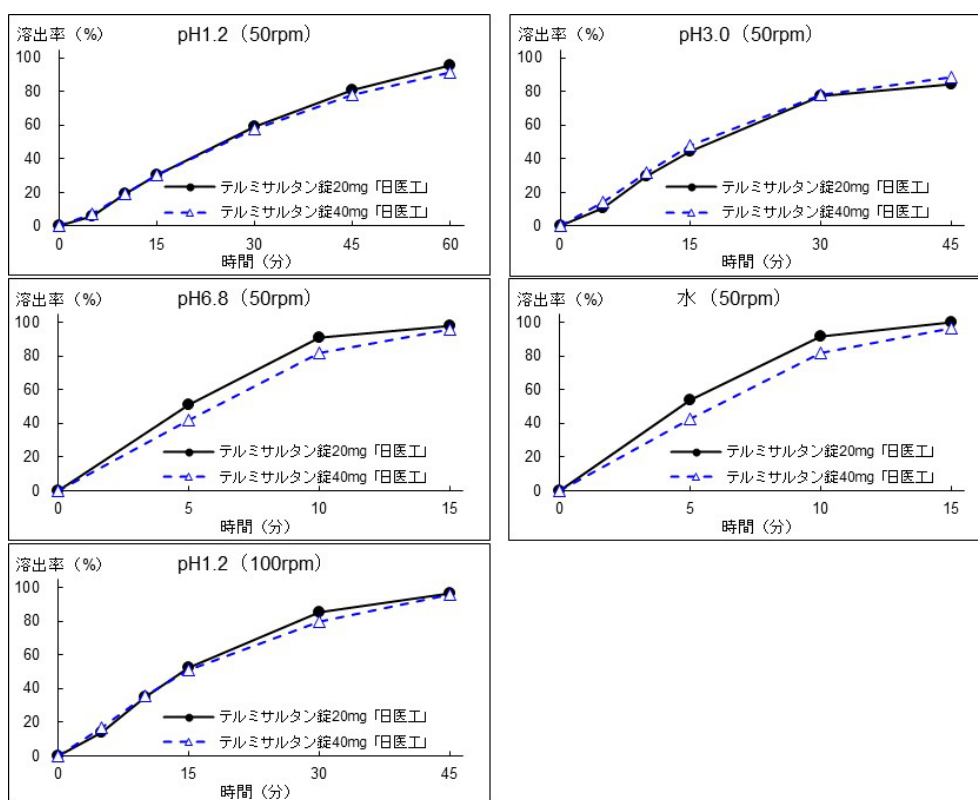 溶出率（%） pH1.2（50rpm）
100
80
60
40
20
0
テルミサルタン錠20mg「日医工」
テルミサルタン錠40mg「日医工」
0 15 30 45 60
時間（分）
溶出率（%） pH3.0（50rpm）
100
80
60
40
20
0
テルミサルタン錠20mg「日医工」
テルミサルタン錠40mg「日医工」
0 15 30 45
時間（分）
溶出率（%） pH6.8（50rpm）
100
80
60
40
20
0
テルミサルタン錠20mg「日医工」
テルミサルタン錠40mg「日医工」
0 5 10 15
時間（分）
溶出率（%） 水（50rpm）
100
80
60
40
20
0
テルミサルタン錠20mg「日医工」
テルミサルタン錠40mg「日医工」
0 5 10 15
時間（分）
溶出率（%） pH1.2（100rpm）
100
80
60
40
20
0
テルミサルタン錠20mg「日医工」
テルミサルタン錠40mg「日医工」
0 15 30 45
時間（分）